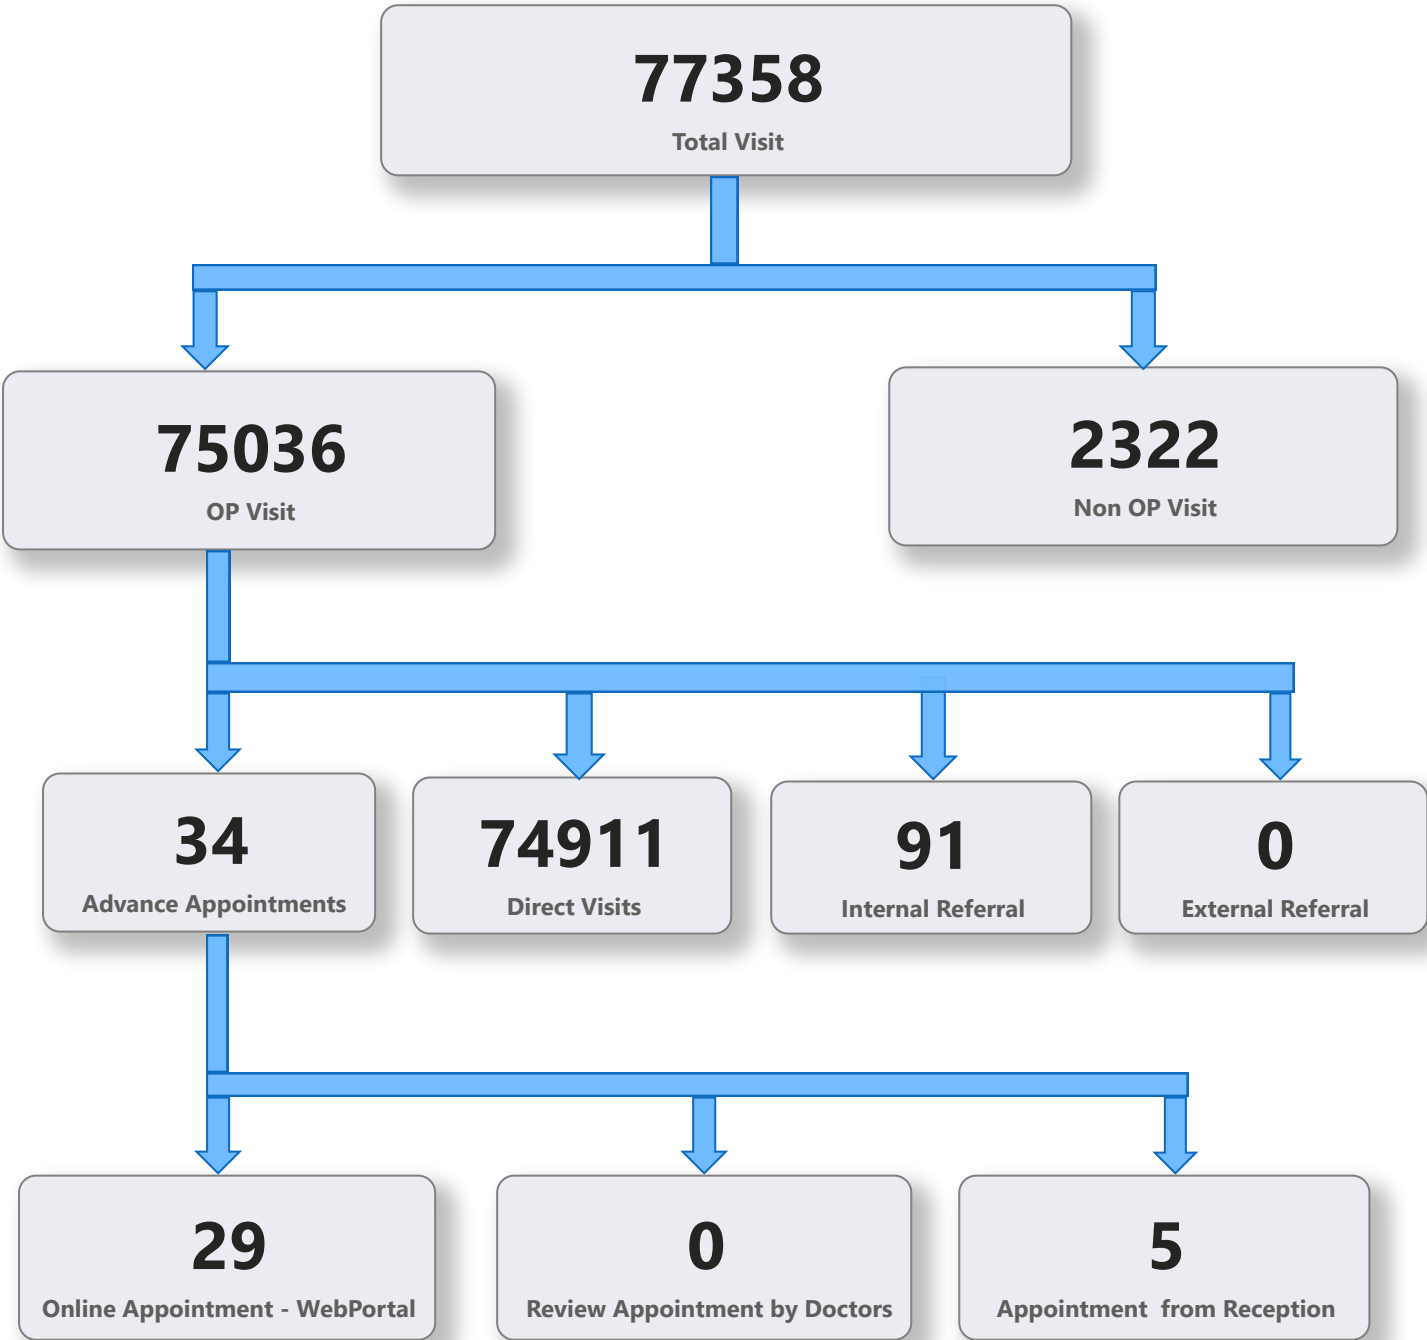 77358
Total Visit
75036
OP Visit
2322
Non OP Visit
34
Advance Appointments
74911
Direct Visits
91
Internal Referral
0
External Referral
29
Online Appointment - WebPortal
0
Review Appointment by Doctors
5
Appointment  from Reception